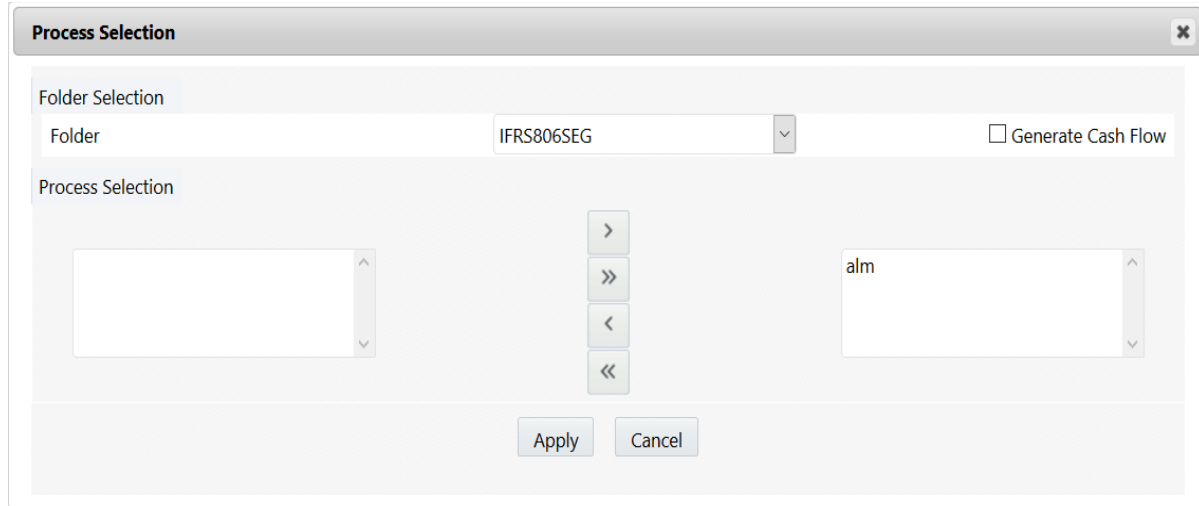 Process Selection
Folder Selection
Folder IFRS806SEG Generate Cash Flow
Process Selection
alm
Apply Cancel